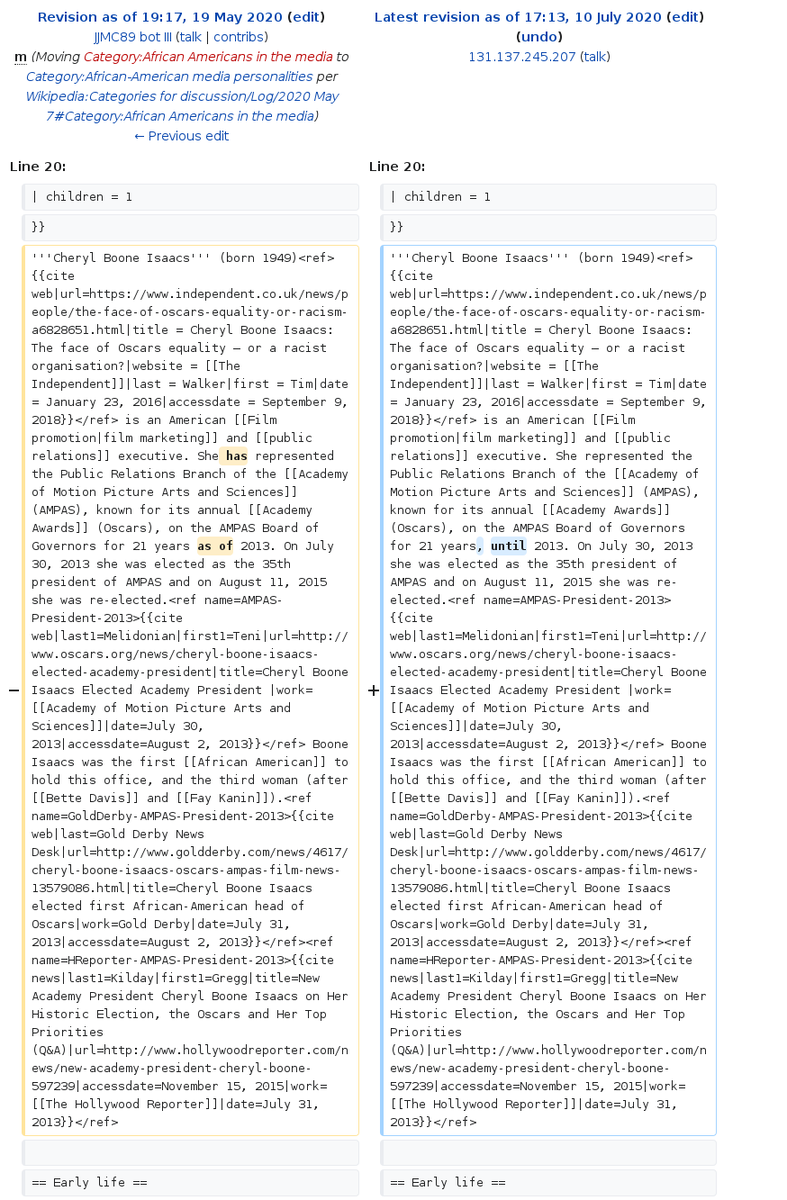 Revision as of 19:17, 19 May 2020 (edit)
JJMC89 bot III (talk | contribs)
m (Moving Category:African Americans in the media to
Category:African-American media personalities per
Wikipedia:Categories for discussion/Log/2020 May
7#Category:African Americans in the media)
← Previous edit
Latest revision as of 17:13, 10 July 2020 (edit)
(undo)
131.137.245.207 (talk)
Line 20:
| children = 1
}}
−
'''Cheryl Boone Isaacs''' (born 1949)<ref>
{{cite
web|url=https://www.independent.co.uk/news/p
eople/the-face-of-oscars-equality-or-racism-
a6828651.html|title = Cheryl Boone Isaacs:
The face of Oscars equality – or a racist
organisation?|website = [[The
Independent]]|last = Walker|first = Tim|date
= January 23, 2016|accessdate = September 9,
2018}}</ref> is an American [[Film
promotion|film marketing]] and [[public
relations]] executive. She has represented
the Public Relations Branch of the [[Academy
of Motion Picture Arts and Sciences]]
(AMPAS), known for its annual [[Academy
Awards]] (Oscars), on the AMPAS Board of
Governors for 21 years as of 2013. On July
30, 2013 she was elected as the 35th
president of AMPAS and on August 11, 2015
she was re-elected.<ref name=AMPAS-
President-2013>{{cite
web|last1=Melidonian|first1=Teni|url=http://
www.oscars.org/news/cheryl-boone-isaacs-
elected-academy-president|title=Cheryl Boone
Isaacs Elected Academy President |work=
[[Academy of Motion Picture Arts and
Sciences]]|date=July 30,
2013|accessdate=August 2, 2013}}</ref> Boone
Isaacs was the first [[African American]] to
hold this office, and the third woman (after
[[Bette Davis]] and [[Fay Kanin]]).<ref
name=GoldDerby-AMPAS-President-2013>{{cite
web|last=Gold Derby News
Desk|url=http://www.goldderby.com/news/4617/
cheryl-boone-isaacs-oscars-ampas-film-news-
13579086.html|title=Cheryl Boone Isaacs
elected first African-American head of
Oscars|work=Gold Derby|date=July 31,
2013|accessdate=August 2, 2013}}</ref><ref
name=HReporter-AMPAS-President-2013>{{cite
news|last1=Kilday|first1=Gregg|title=New
Academy President Cheryl Boone Isaacs on Her
Historic Election, the Oscars and Her Top
Priorities
(Q&A)|url=http://www.hollywoodreporter.com/n
ews/new-academy-president-cheryl-boone-
597239|accessdate=November 15, 2015|work=
[[The Hollywood Reporter]]|date=July 31,
2013}}</ref>
== Early life ==
Line 20:
| children = 1
}}
+
'''Cheryl Boone Isaacs''' (born 1949)<ref>
{{cite
web|url=https://www.independent.co.uk/news/p
eople/the-face-of-oscars-equality-or-racism-
a6828651.html|title = Cheryl Boone Isaacs:
The face of Oscars equality – or a racist
organisation?|website = [[The
Independent]]|last = Walker|first = Tim|date
= January 23, 2016|accessdate = September 9,
2018}}</ref> is an American [[Film
promotion|film marketing]] and [[public
relations]] executive. She represented the
Public Relations Branch of the [[Academy of
Motion Picture Arts and Sciences]] (AMPAS),
known for its annual [[Academy Awards]]
(Oscars), on the AMPAS Board of Governors
for 21 years, until 2013. On July 30, 2013
she was elected as the 35th president of
AMPAS and on August 11, 2015 she was re-
elected.<ref name=AMPAS-President-2013>
{{cite
web|last1=Melidonian|first1=Teni|url=http://
www.oscars.org/news/cheryl-boone-isaacs-
elected-academy-president|title=Cheryl Boone
Isaacs Elected Academy President |work=
[[Academy of Motion Picture Arts and
Sciences]]|date=July 30,
2013|accessdate=August 2, 2013}}</ref> Boone
Isaacs was the first [[African American]] to
hold this office, and the third woman (after
[[Bette Davis]] and [[Fay Kanin]]).<ref
name=GoldDerby-AMPAS-President-2013>{{cite
web|last=Gold Derby News
Desk|url=http://www.goldderby.com/news/4617/
cheryl-boone-isaacs-oscars-ampas-film-news-
13579086.html|title=Cheryl Boone Isaacs
elected first African-American head of
Oscars|work=Gold Derby|date=July 31,
2013|accessdate=August 2, 2013}}</ref><ref
name=HReporter-AMPAS-President-2013>{{cite
news|last1=Kilday|first1=Gregg|title=New
Academy President Cheryl Boone Isaacs on Her
Historic Election, the Oscars and Her Top
Priorities
(Q&A)|url=http://www.hollywoodreporter.com/n
ews/new-academy-president-cheryl-boone-
597239|accessdate=November 15, 2015|work=
[[The Hollywood Reporter]]|date=July 31,
2013}}</ref>
== Early life ==